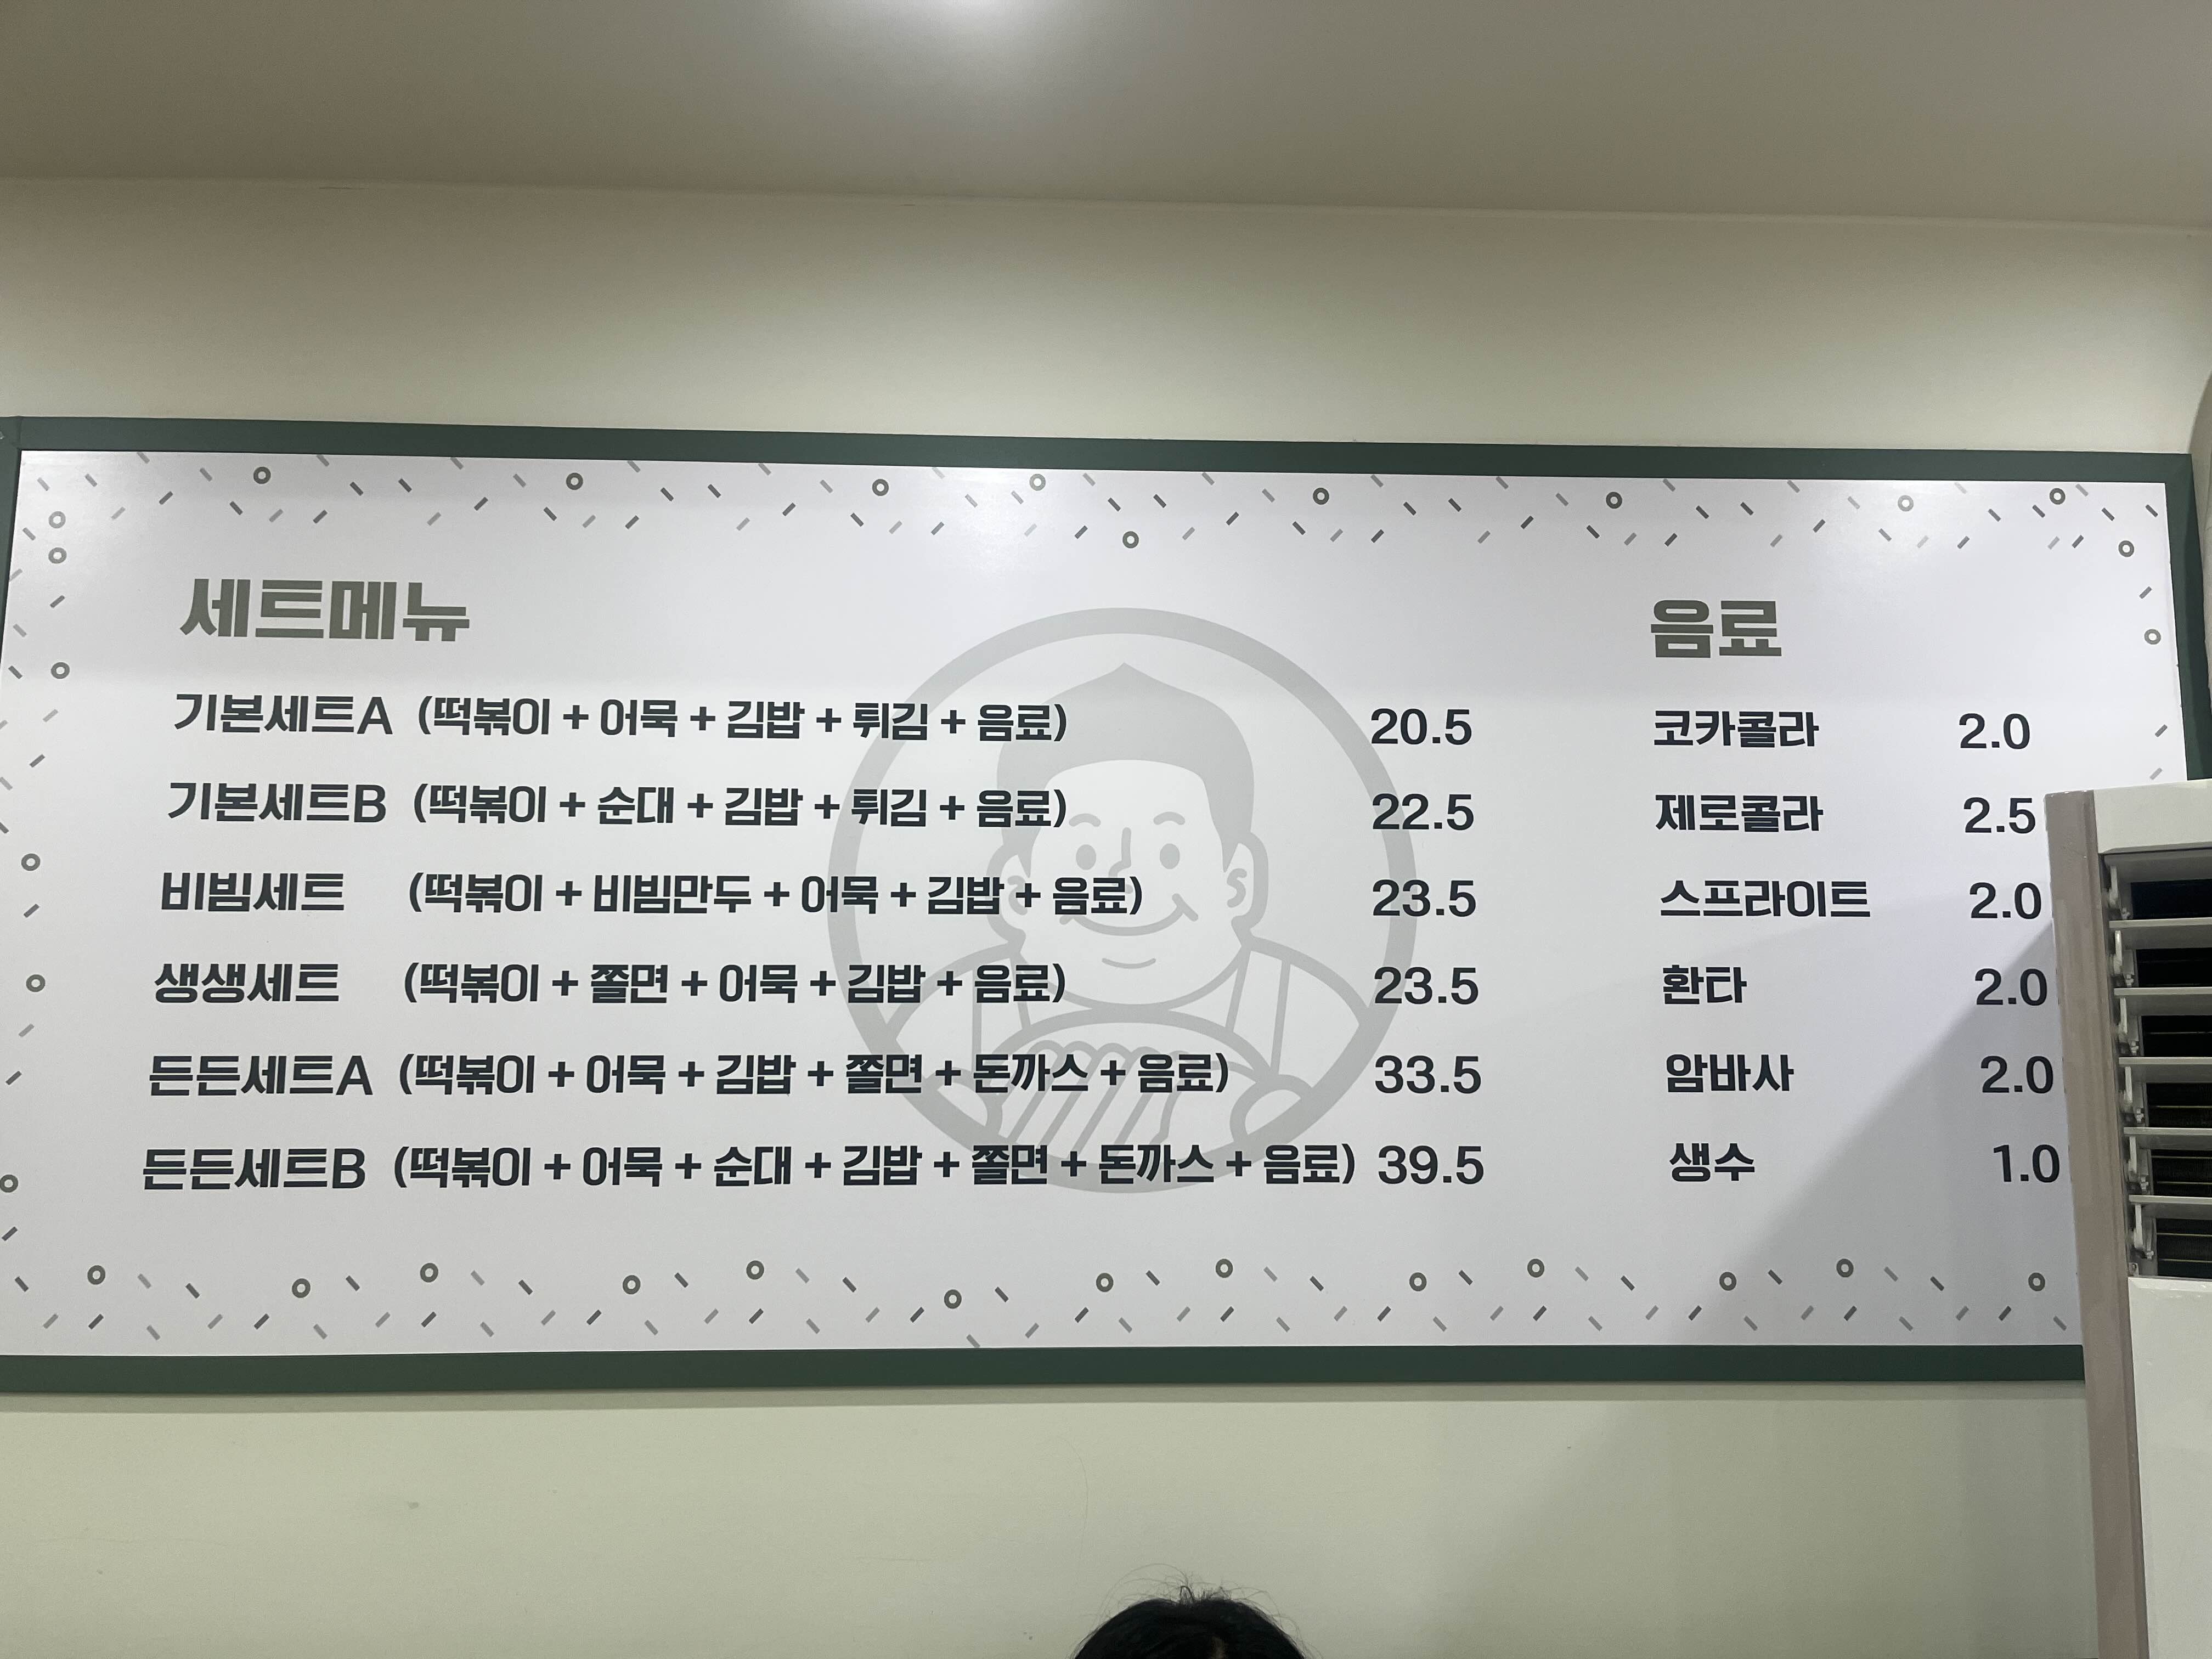 세트메뉴
기본세트A (떡볶이 + 어묵 + 김밥 + 튀김 + 음료) 20.5
기본세트B (떡볶이 + 순대 + 김밥 + 튀김 + 음료) 22.5
비빔세트 (떡볶이 + 비빔만두 + 어묵 + 김밥 + 음료) 23.5
생생세트 (떡볶이 + 쫄면 + 어묵 + 김밥 + 음료) 23.5
든든세트A (떡볶이 + 어묵 + 김밥 + 쫄면 + 돈까스 + 음료) 33.5
든든세트B (떡볶이 + 어묵 + 순대 + 김밥 + 쫄면 + 돈까스 + 음료) 39.5
음료
코카콜라 2.0
제로콜라 2.5
스프라이트 2.0
환타 2.0
암바사 2.0
생수 1.0